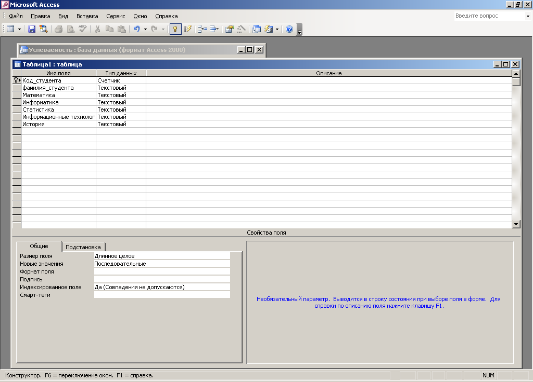 Microsoft Access
Файл Правка Вид Вставка Сервис Окно Справка Введите вопрос
Успеваемость : база данных (формат Access 2000)
Таблица1 : таблица
Имя поля Тип данных Описание
Код_студента Счетчик
фамилия_студента Текстовый
Математика Текстовый
Информатика Текстовый
Статистика Текстовый
Информационные технолог Текстовый
История Текстовый
Свойства поля
Общие Подстановка
Размер поля Длинное целое
Новые значения Последовательные
Формат поля
Подпись
Индексированное поле Да (Совпадения не допускаются)
Смарт-теги
Необязательный параметр. Выводится в строку состояния при выборе поля в форме. Для
справки по описанию поля нажмите клавишу F1.
Конструктор. F6 = переключение окон. F1 = справка. NUM